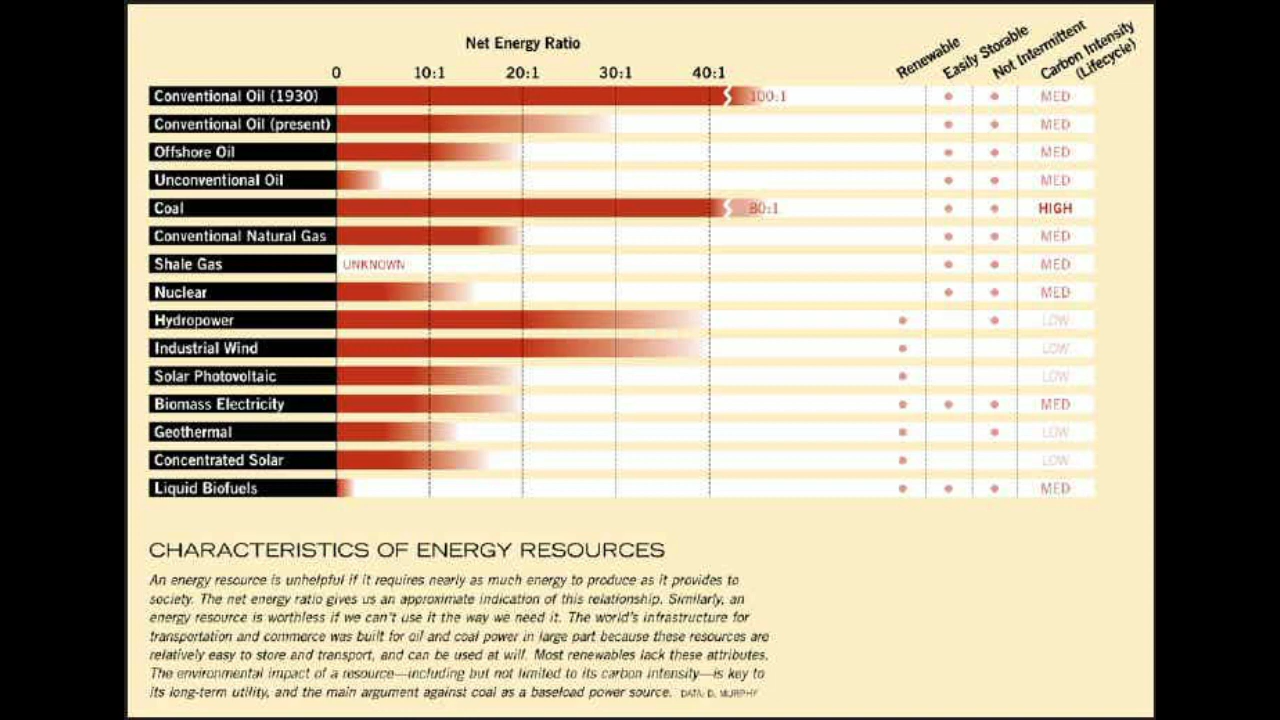 Net Energy Ratio
Renewable
Easily Storable
Not Intermittent
Carbon Intensity
(Lifecycle)
0 10:1 20:1 30:1 40:1
Conventional Oil (1930) 100:1 MED
Conventional Oil (present) MED
Offshore Oil MED
Unconventional Oil MED
Coal 80:1 HIGH
Conventional Natural Gas MED
Shale Gas UNKNOWN MED
Nuclear MED
Hydropower LOW
Industrial Wind LOW
Solar Photovoltaic LOW
Biomass Electricity MED
Geothermal LOW
Concentrated Solar LOW
Liquid Biofuels MED
CHARACTERISTICS OF ENERGY RESOURCES
An energy resource is unhelpful if it requires nearly as much energy to produce as it provides to
society. The net energy ratio gives us an approximate indication of this relationship. Similarly, an
energy resource is worthless if we can't use it the way we need it. The world's infrastructure for
transportation and commerce was built for oil and coal power in large part because these resources are
relatively easy to store and transport, and can be used at will. Most renewables lack these attributes.
The environmental impact of a resource—including but not limited to its carbon intensity—is key to
its long-term utility, and the main argument against coal as a baseload power source. DATA: D. MURPHY